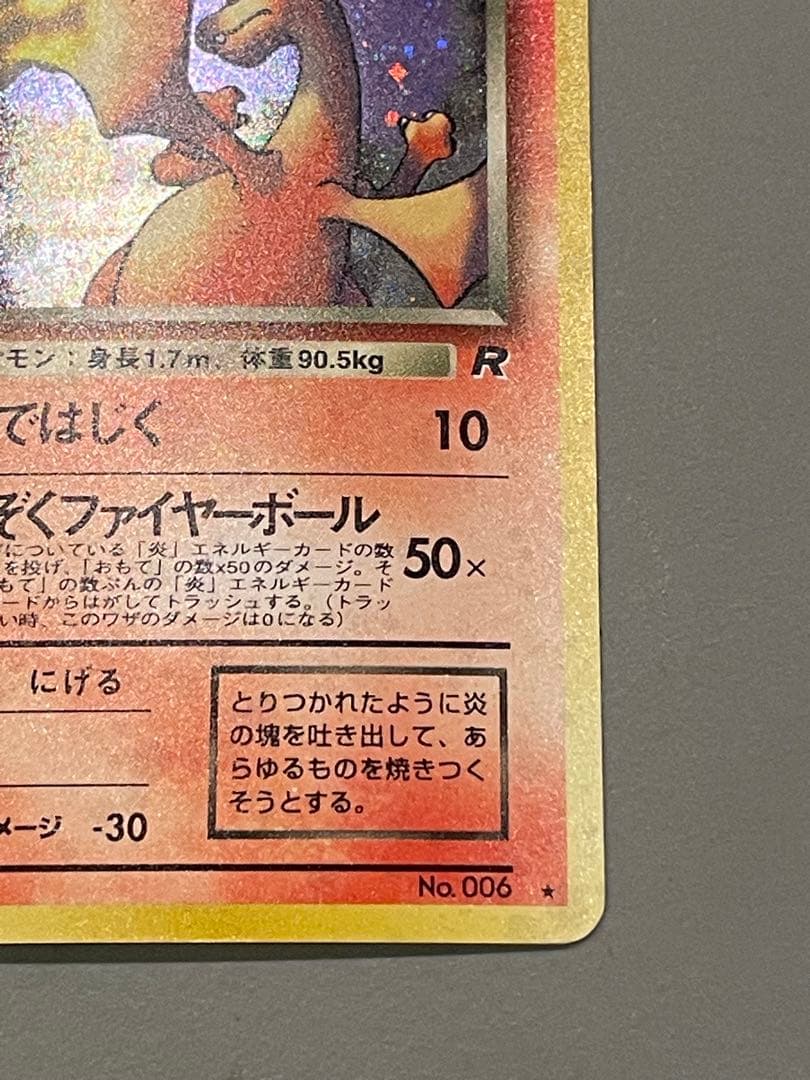 モン：身長1.7m、体重90.5kg R
ではじく 10
ぞくファイヤーボール
についている「炎」エネルギーカードの数
を投げ、「おもて」の数x50のダメージ。そ
もて」の数ぶんの「炎」エネルギーカード
ードからはがしてトラッシュする。（トラッ
い時、このワザのダメージは0になる）
50×
にげる
とりつかれたように炎
の塊を吐き出して、あ
らゆるものを焼きつく
そうとする。
メージ -30
No. 006 ★